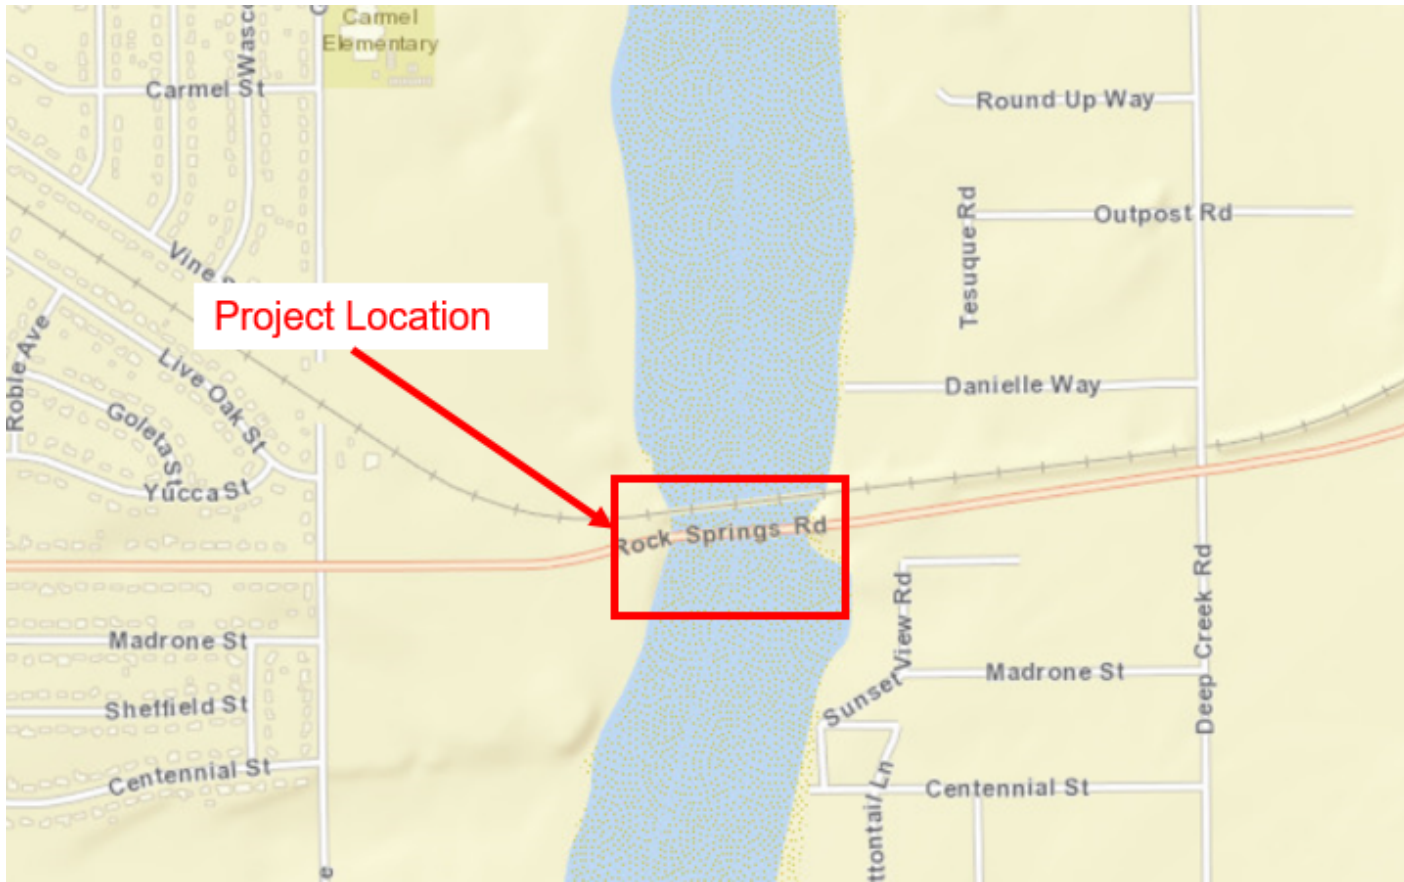 Carmel
Elementary
Wasco
Carmel St
Round Up Way
Tesuque Rd
Outpost Rd
Vine
Project Location
Roble Ave
Live Oak St
Goleta St
Yucca St
Danielle Way
Rock Springs Rd
Deep Creek Rd
Madrone St
Sheffield St
Centennial St
Sunset View Rd
Madrone St
Centennial St
ttontail Ln